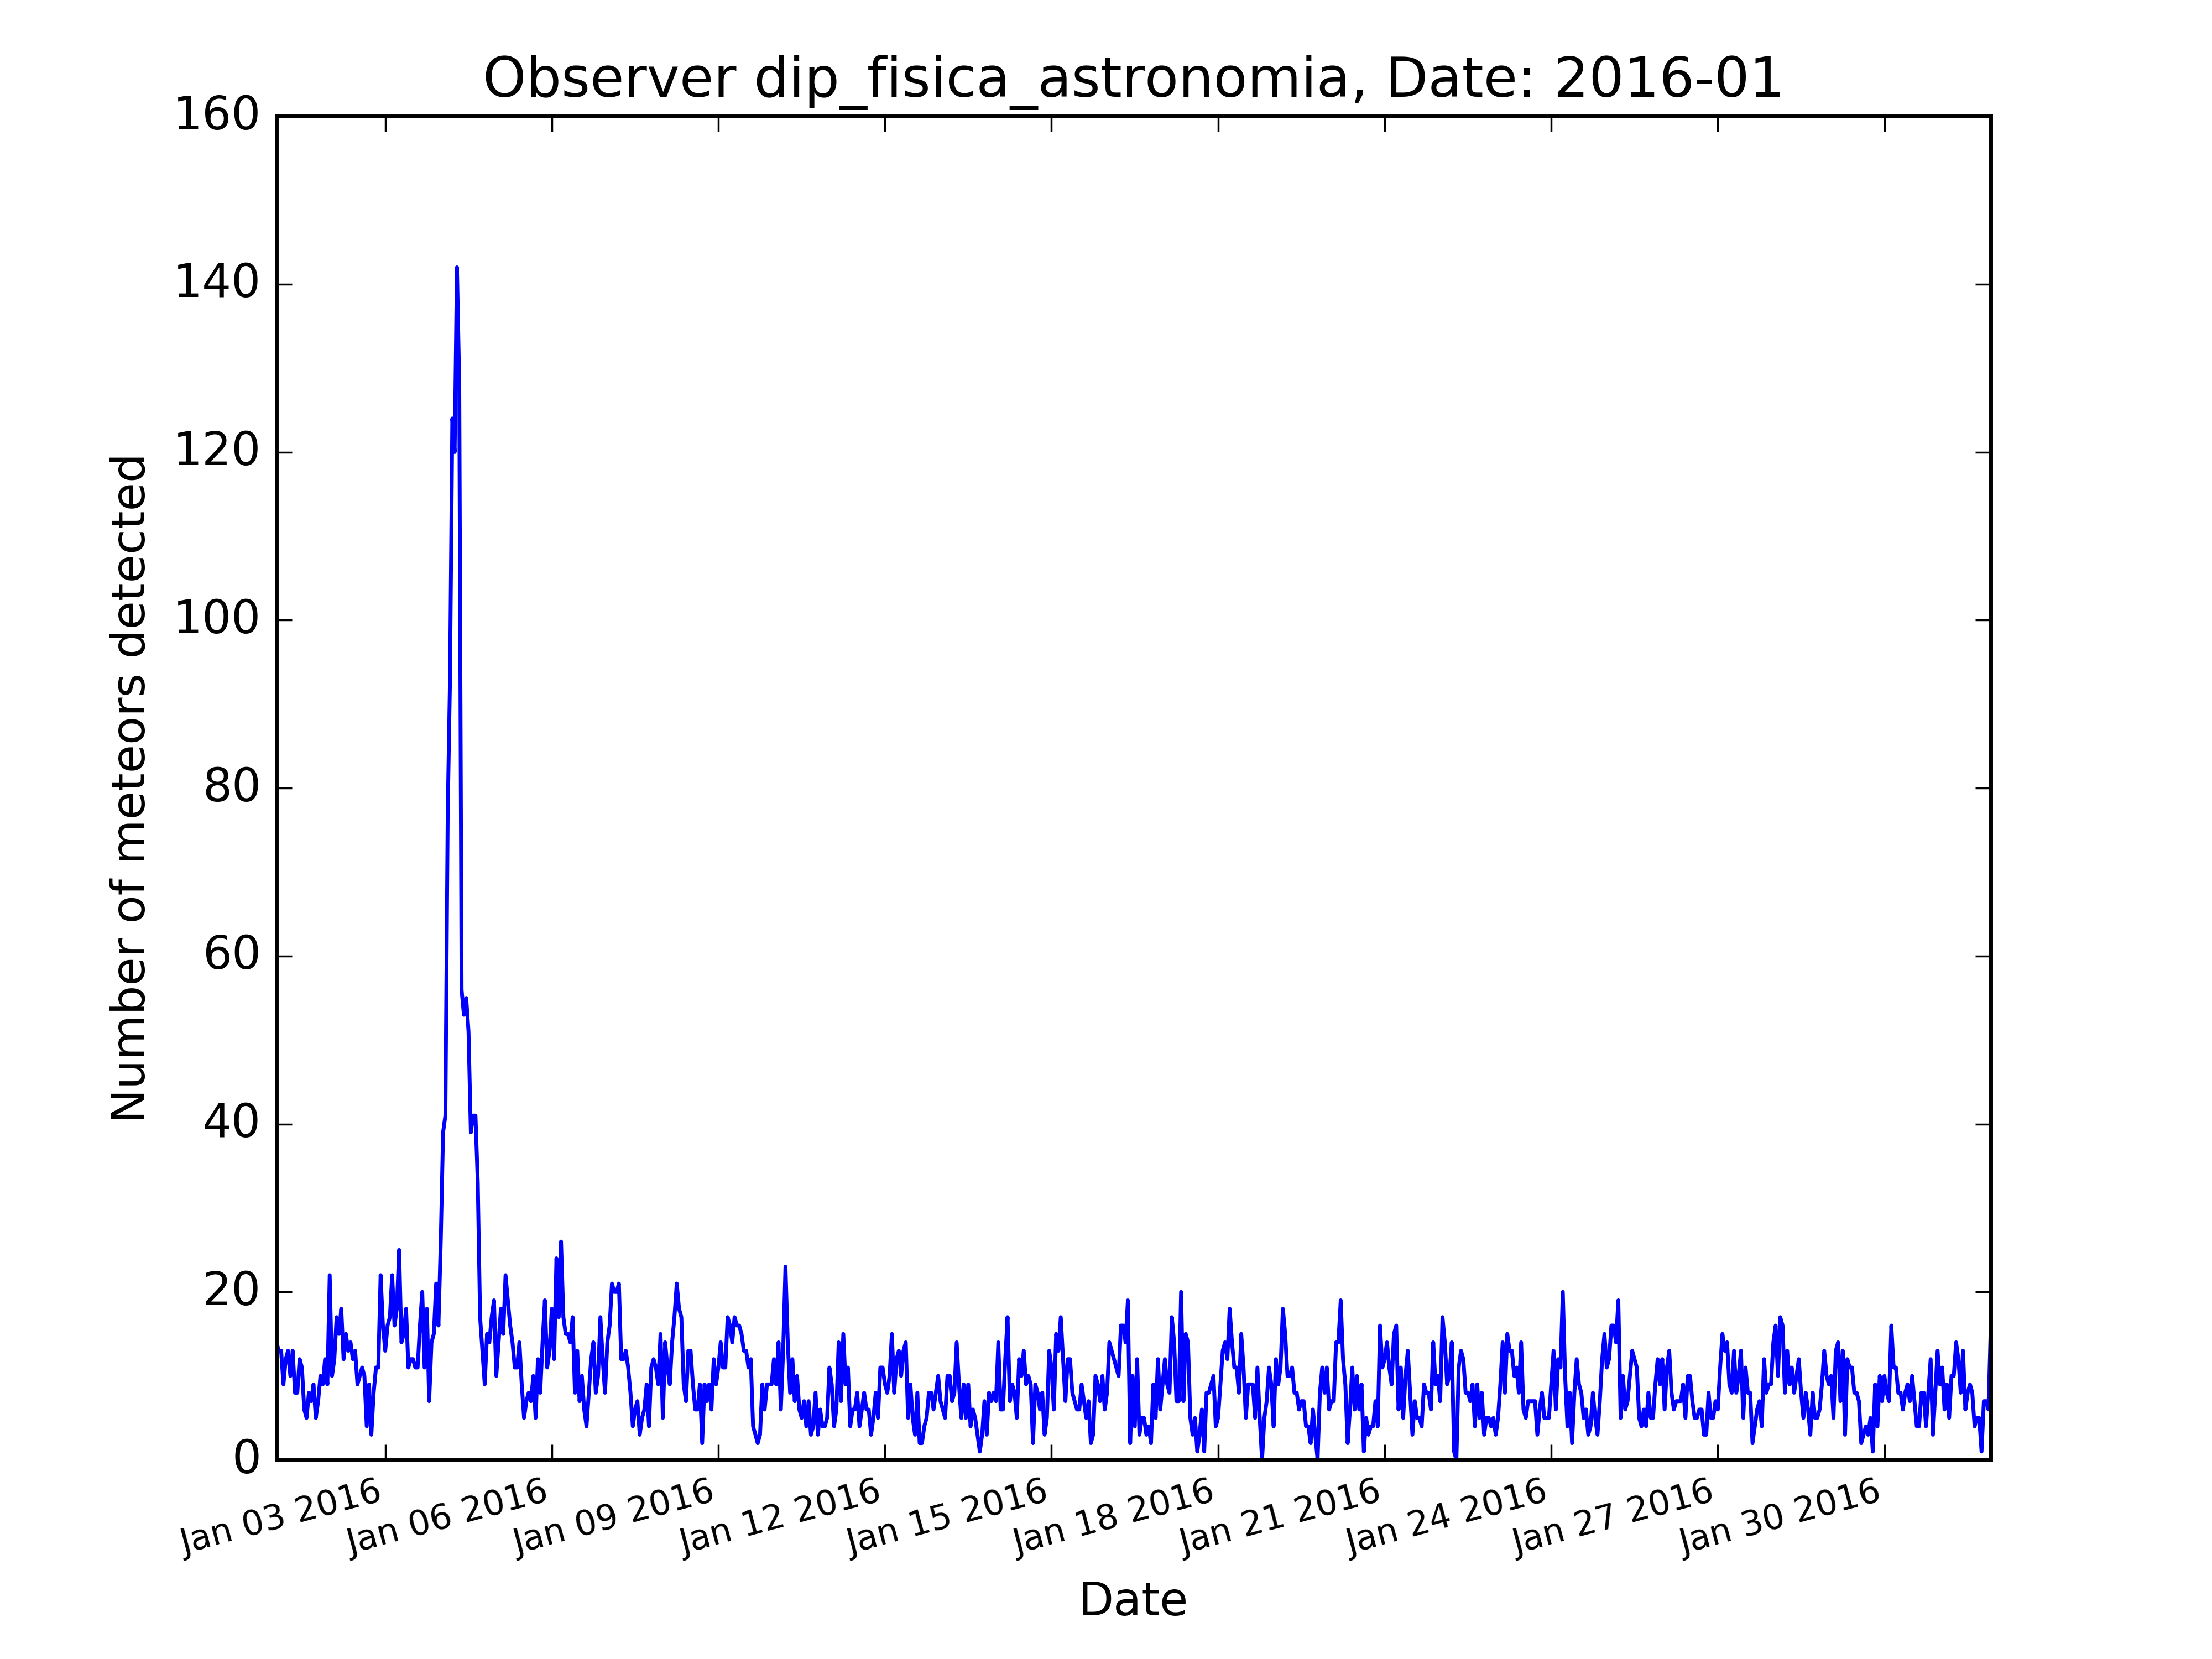 Observer dip_fisica_astronomia, Date: 2016-01
160
140
120
100
80
60
40
20
0
Number of meteors detected
Jan 03 2016
Jan 06 2016
Jan 09 2016
Jan 12 2016
Jan 15 2016
Jan 18 2016
Jan 21 2016
Jan 24 2016
Jan 27 2016
Jan 30 2016
Date